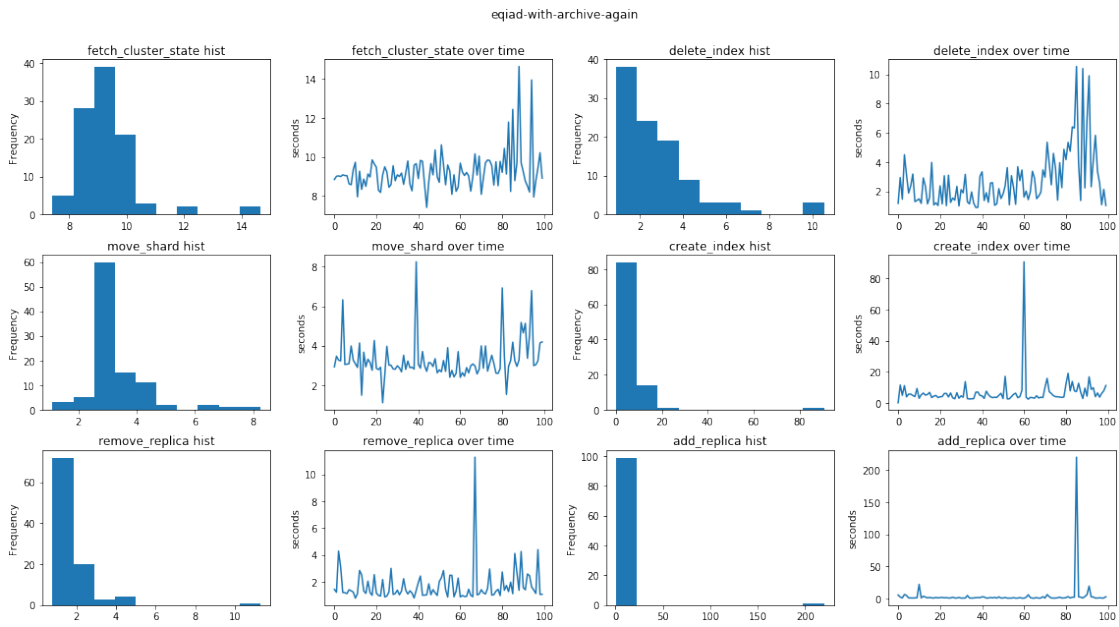 eqiad-with-archive-again
fetch_cluster_state hist
Frequency
40
30
20
10
0
8 10 12 14
fetch_cluster_state over time
seconds
14
12
10
8
0 20 40 60 80 100
delete_index hist
Frequency
40
30
20
10
0
2 4 6 8 10
delete_index over time
seconds
10
8
6
4
2
0 20 40 60 80 100
move_shard hist
Frequency
60
50
40
30
20
10
0
2 4 6 8
move_shard over time
seconds
8
6
4
2
0 20 40 60 80 100
create_index hist
Frequency
80
60
40
20
0
0 20 40 60 80
create_index over time
seconds
80
60
40
20
0
0 20 40 60 80 100
remove_replica hist
Frequency
60
40
20
0
2 4 6 8 10
remove_replica over time
seconds
10
8
6
4
2
0 20 40 60 80 100
add_replica hist
Frequency
100
80
60
40
20
0
0 50 100 150 200
add_replica over time
seconds
200
150
100
50
0
0 20 40 60 80 100